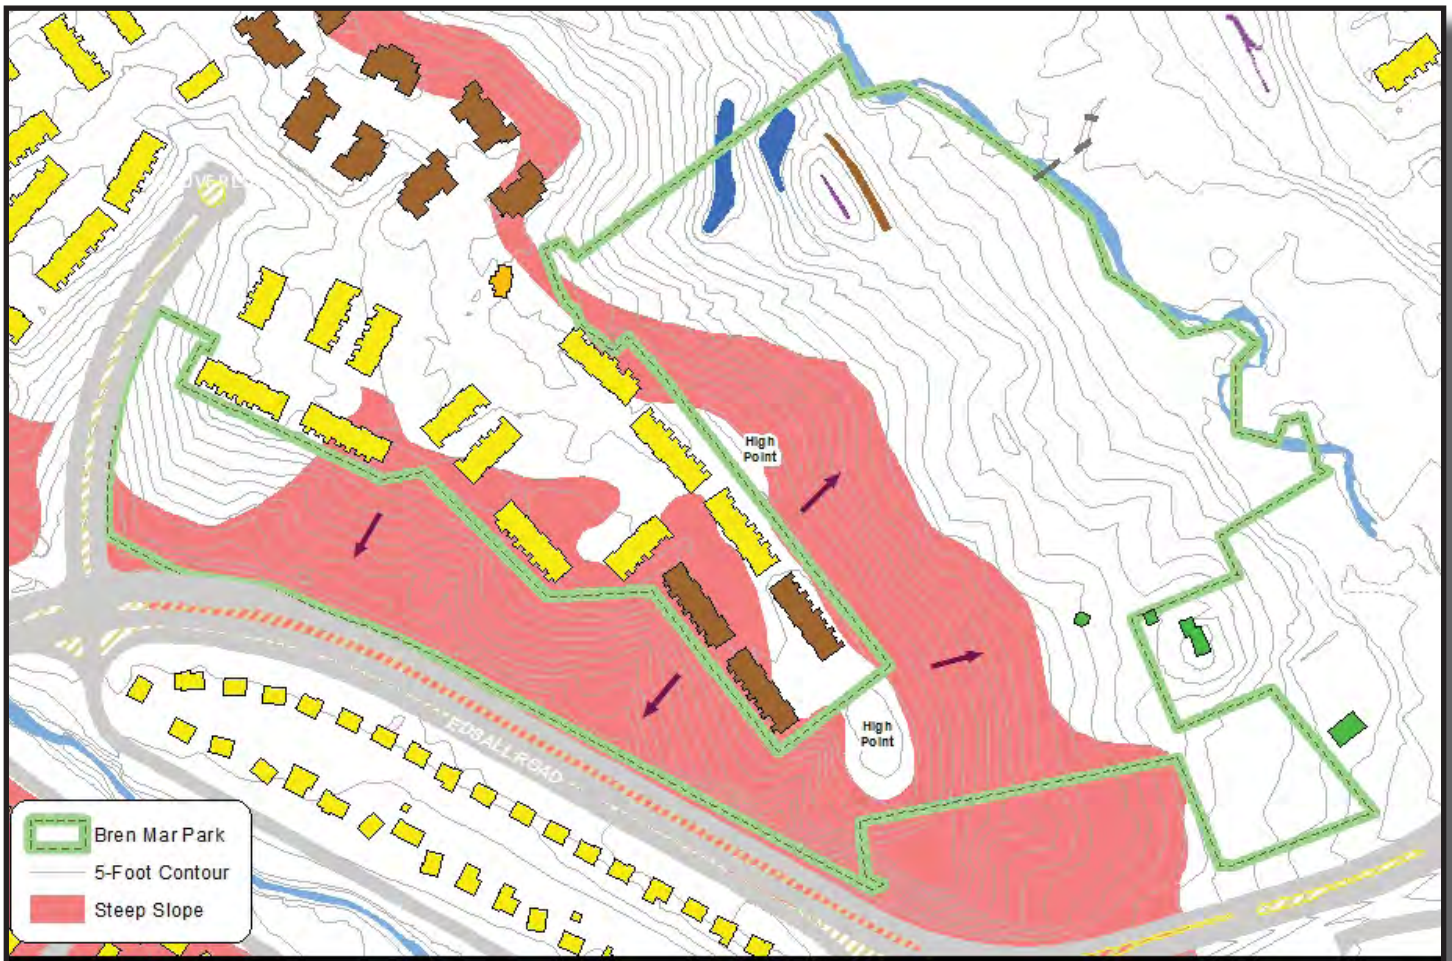 High
Point
High
Point
EDSALL ROAD
Bren Mar Park
5-Foot Contour
Steep Slope